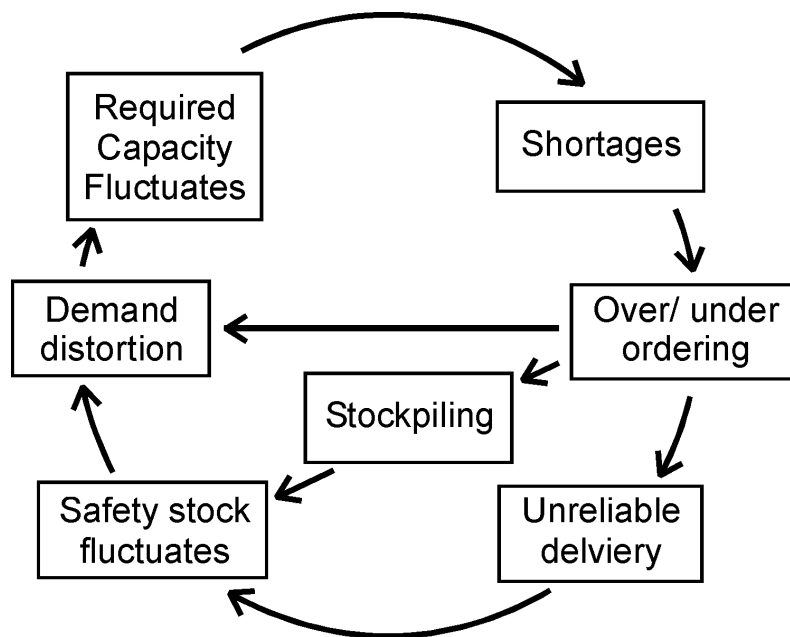 Required
Capacity
Fluctuates
Shortages
Demand
distortion
Over/ under
ordering
Stockpiling
Safety stock
fluctuates
Unreliable
delviery